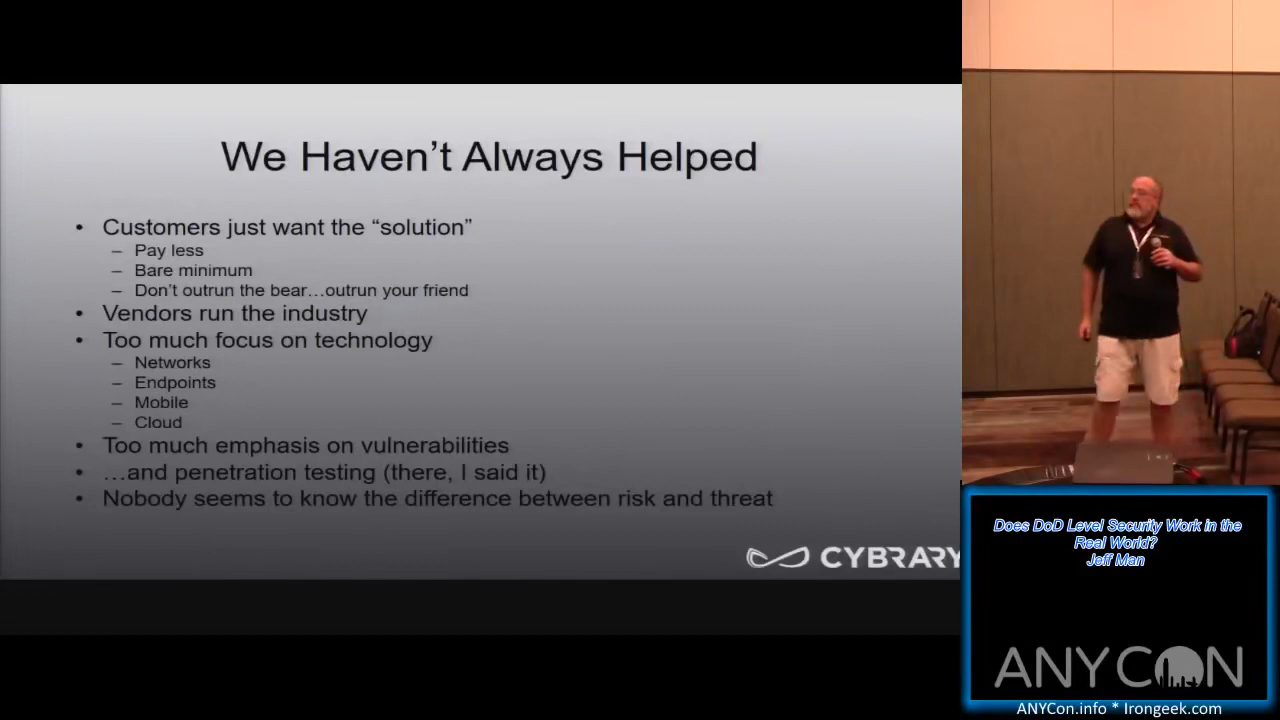 We Haven't Always Helped
• Customers just want the “solution”
– Pay less
– Bare minimum
– Don't outrun the bear…outrun your friend
• Vendors run the industry
• Too much focus on technology
– Networks
– Endpoints
– Mobile
– Cloud
• Too much emphasis on vulnerabilities
• …and penetration testing (there, I said it)
• Nobody seems to know the difference between risk and threat
CYBRARY
Does DoD Level Security Work in the
Real World?
Jeff Man
ANYCON
ANYCon.info * Irongeek.com